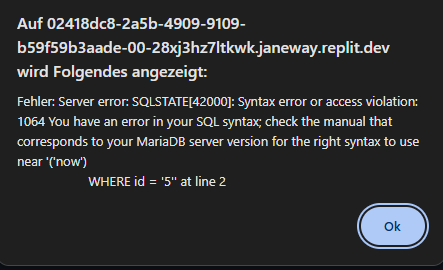 Auf 02418dc8-2a5b-4909-9109-
b59f59b3aade-00-28xj3hz7ltkwk.janeway.replit.dev
wird Folgendes angezeigt:
Fehler: Server error: SQLSTATE[42000]: Syntax error or access violation:
1064 You have an error in your SQL syntax; check the manual that
corresponds to your MariaDB server version for the right syntax to use
near '('now')
WHERE id = '5'' at line 2
Ok